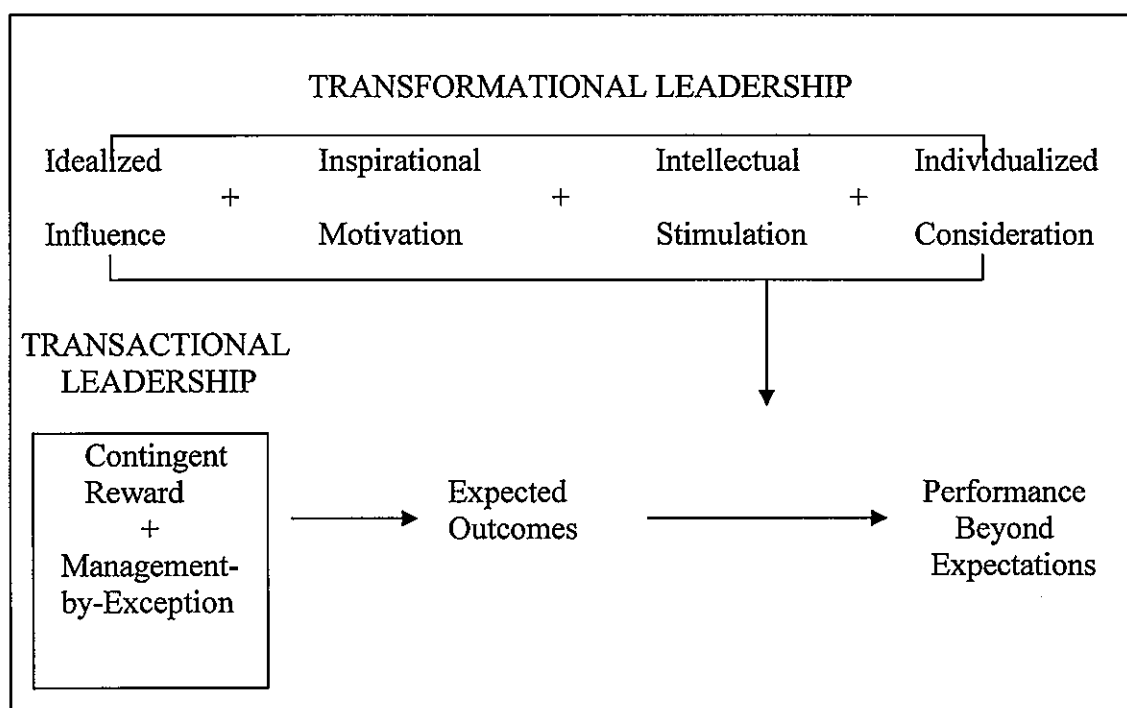 TRANSFORMATIONAL LEADERSHIP
Idealized Inspirational Intellectual Individualized
+ + +
Influence Motivation Stimulation Consideration
TRANSACTIONAL
LEADERSHIP
Contingent
Reward
+
Management-
by-Exception
Expected
Outcomes
Performance
Beyond
Expectations